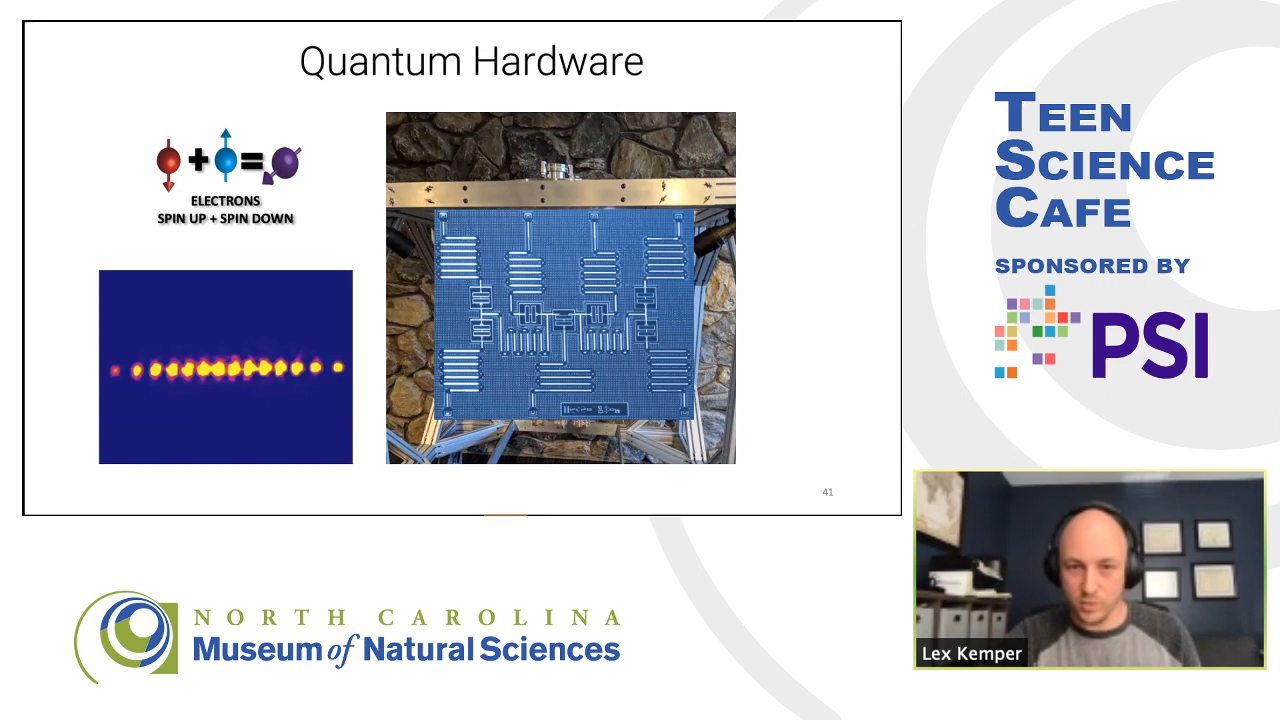 Quantum Hardware
ELECTRONS
SPIN UP + SPIN DOWN
41
TEEN
SCIENCE
CAFE
SPONSORED BY
PSI
Lex Kemper
NORTH CAROLINA
Museum of Natural Sciences